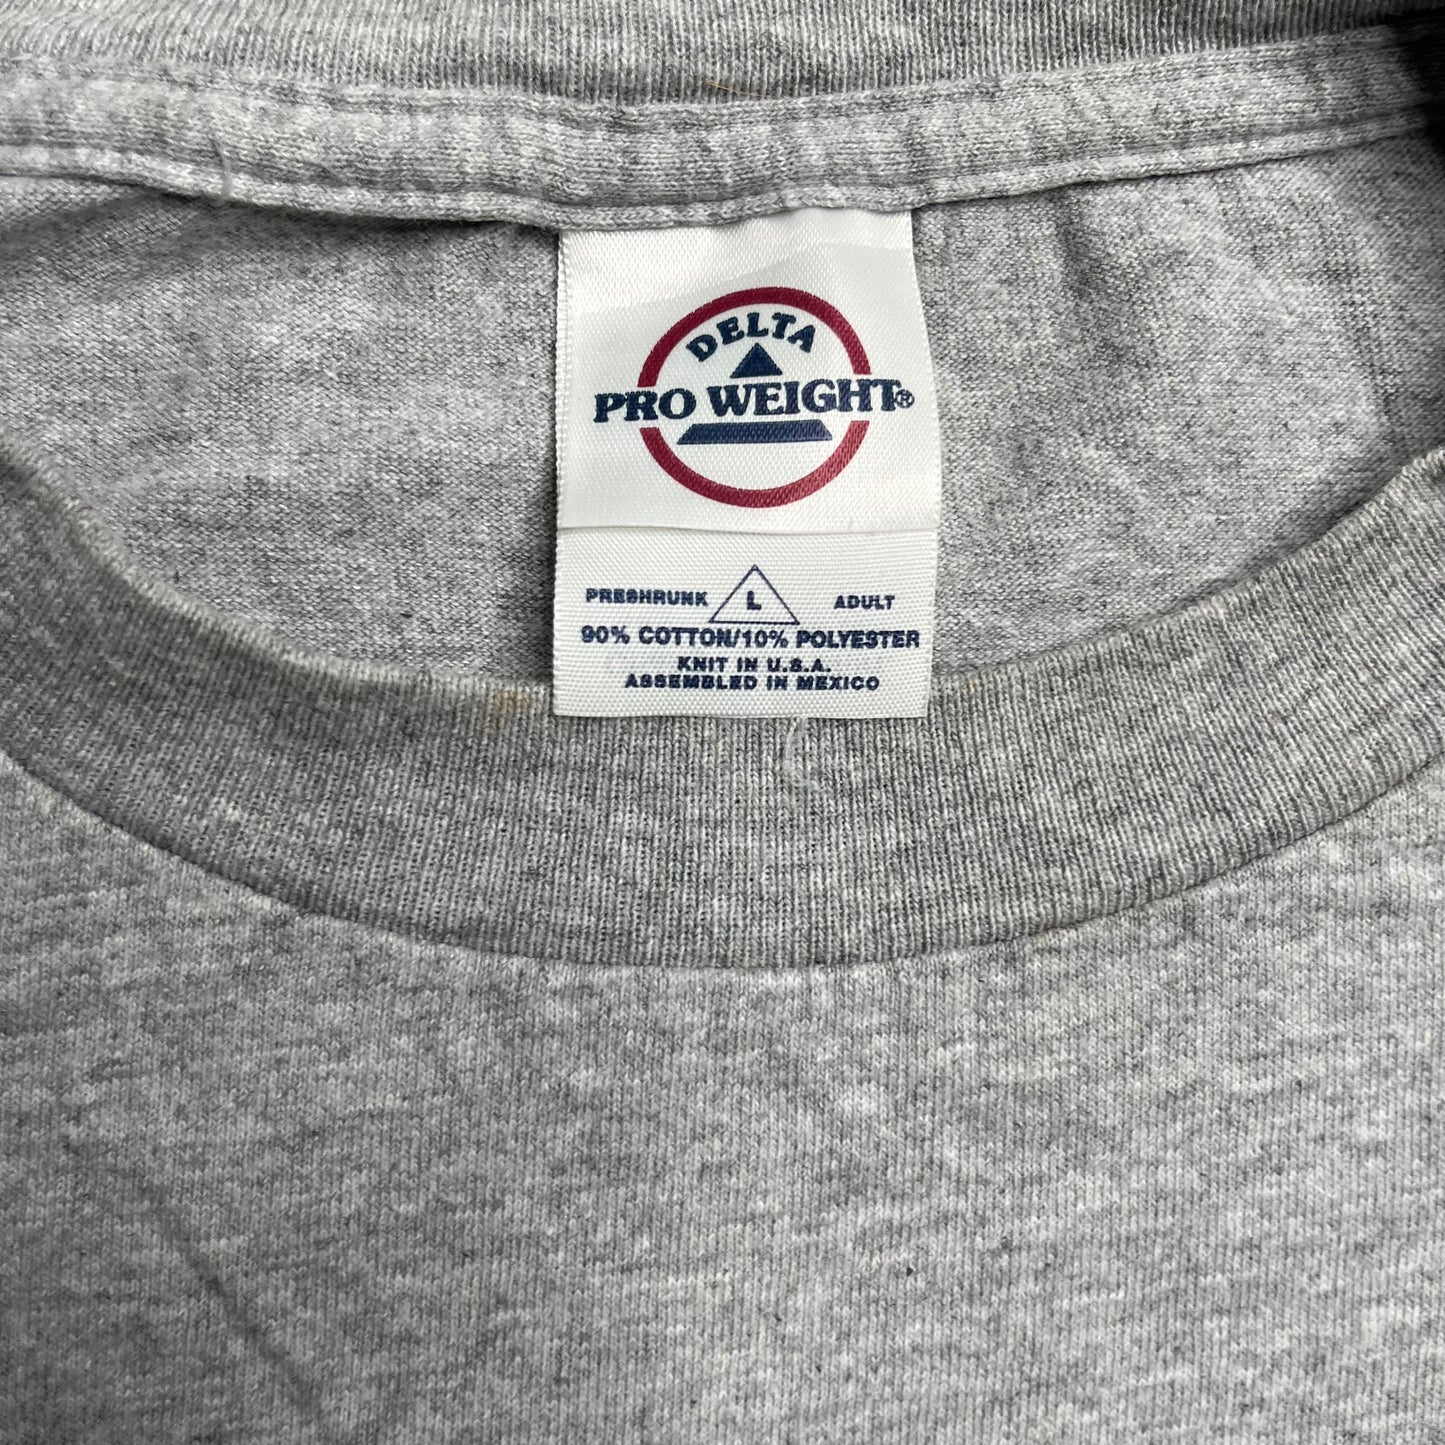 DELTA
PRO WEIGHT®
PRESHRUNK L ADULT
90% COTTON/10% POLYESTER
KNIT IN U.S.A.
ASSEMBLED IN MEXICO